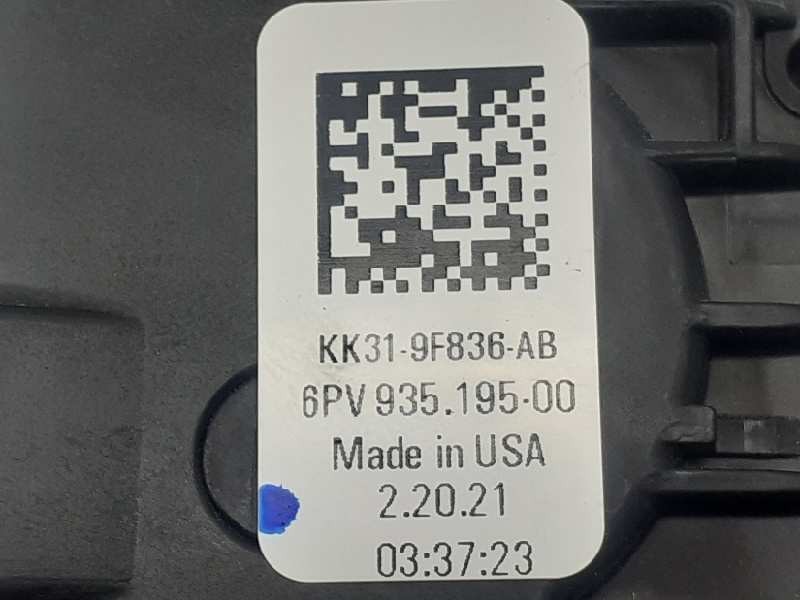 KK31-9F836-AB
6PV 935.195-00
Made in USA
2.20.21
03:37:23